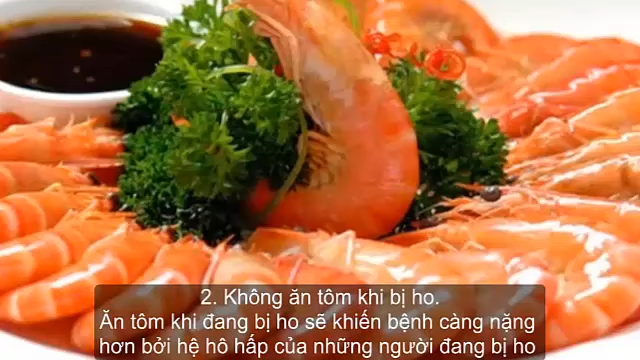 2. Không ăn tôm khi bị ho.
Ăn tôm khi đang bị ho sẽ khiến bệnh càng nặng
hơn bởi hệ hô hấp của những người đang bị ho